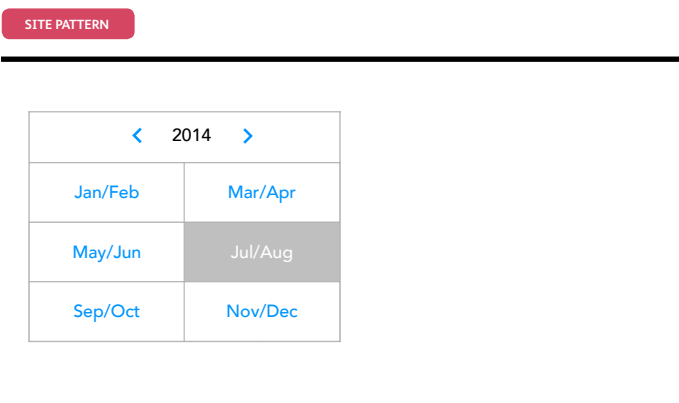 SITE PATTERN
2014
Jan/Feb Mar/Apr
May/Jun Jul/Aug
Sep/Oct Nov/Dec